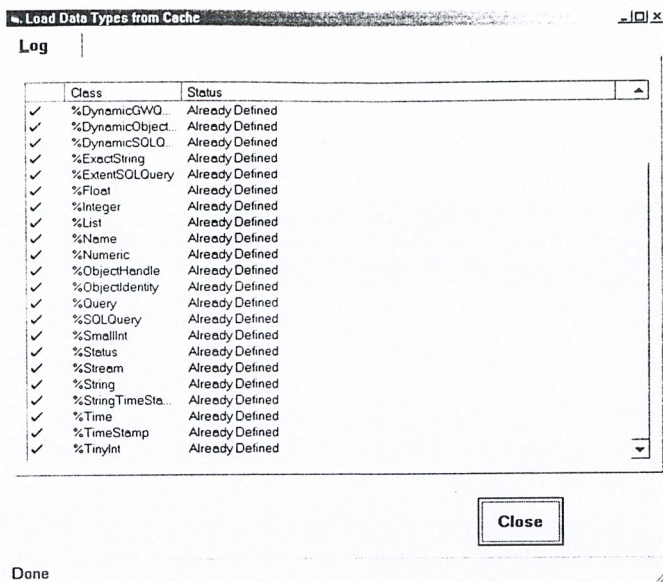 Load Data Types from Cache
Log
Class Status
%DynamicGWQ... Already Defined
%DynamicObject... Already Defined
%DynamicSQLQ... Already Defined
%ExactString Already Defined
%ExtentSQLQuery Already Defined
%Float Already Defined
%Integer Already Defined
%List Already Defined
%Name Already Defined
%Numeric Already Defined
%ObjectHandle Already Defined
%ObjectIdentity Already Defined
%Query Already Defined
%SQLQuery Already Defined
%SmallInt Already Defined
%Status Already Defined
%Stream Already Defined
%String Already Defined
%StringTimeSta... Already Defined
%Time Already Defined
%TimeStamp Already Defined
%TinyInt Already Defined
Close
Done